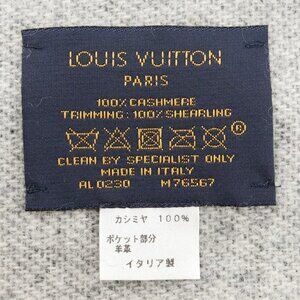 LOUIS VUITTON
PARIS
100% CASHMERE
TRIMMING: 100% SHEARLING
®
CLEAN BY SPECIALIST ONLY
MADE IN ITALY
AL0230 M76567
カシミヤ 100%
ポケット部分
羊革
イタリア製